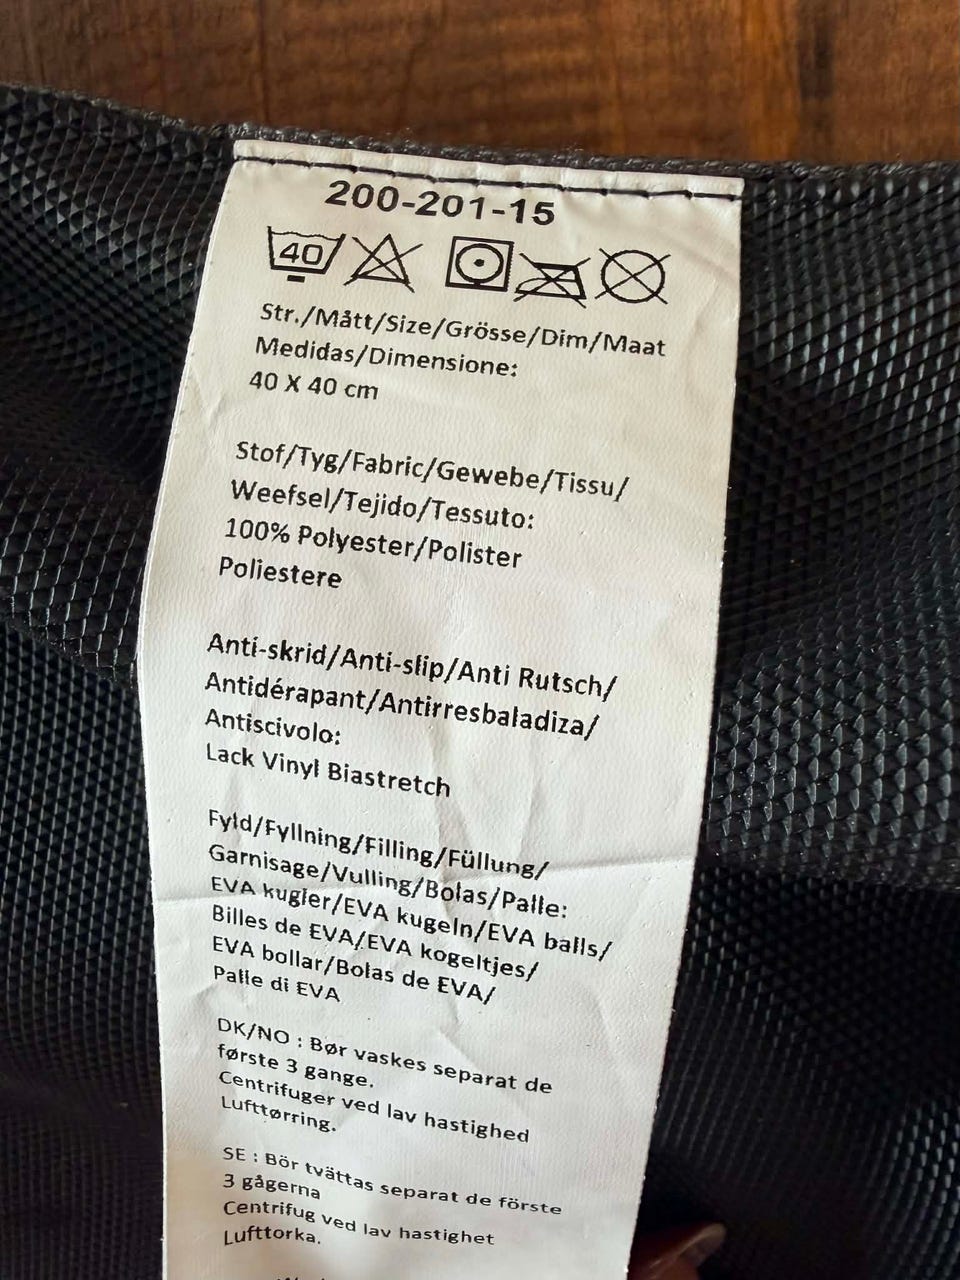 200-201-15
40
Str./Mått/Size/Grösse/Dim/Maat
Medidas/Dimensione:
40 X 40 cm
Stof/Tyg/Fabric/Gewebe/Tissu/
Weefsel/Tejido/Tessuto:
100% Polyester/Polister
Poliestere
Anti-skrid/Anti-slip/Anti Rutsch/
Antidérapant/Antirresbaladiza/
Antiscivolo:
Lack Vinyl Biastretch
Fyld/Fyllning/Filling/Füllung/
Garnisage/Vulling/Bolas/Palle:
EVA kugler/EVA kugeln/EVA balls/
Billes de EVA/EVA kogeltjes/
EVA bollar/Bolas de EVA/
Palle di EVA
DK/NO : Bør vaskes separat de
første 3 gange.
Centrifuger ved lav hastighed
Lufttørring.
SE : Bör tvättas separat de förste
3 gågerna
Centrifug ved lav hastighet
Lufttorka.